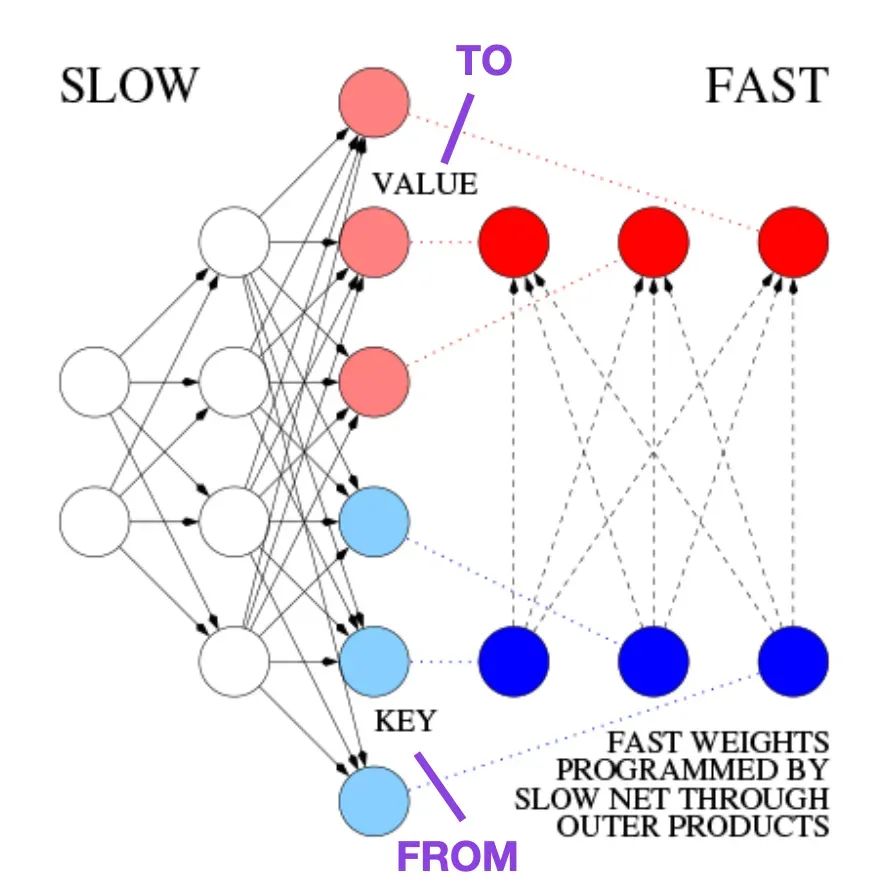 TO
SLOW
FAST
VALUE
KEY
FAST WEIGHTS
PROGRAMMED BY
SLOW NET THROUGH
OUTER PRODUCTS
FROM